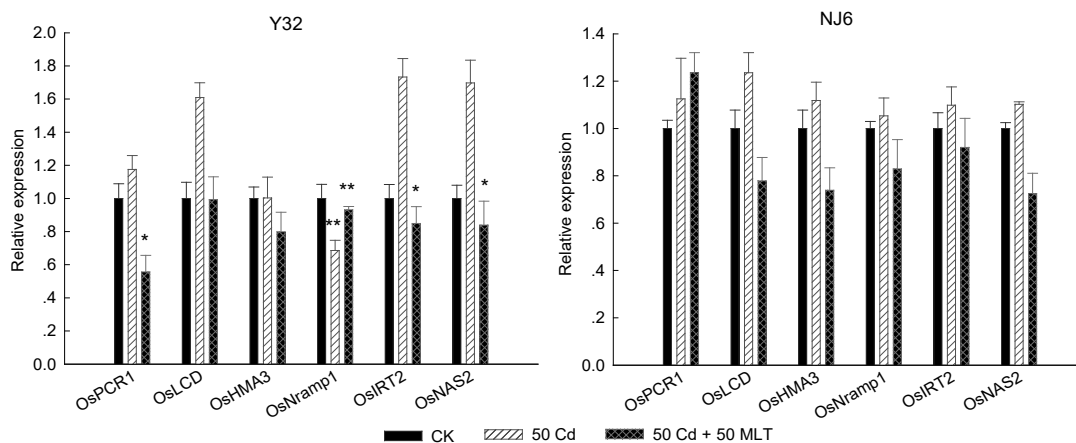 Y32
Relative expression
2.0
1.8
1.6
1.4
1.2
1.0
.8
.6
.4
.2
0.0
*
**
**
*
*
OsPCR1
OsLCD
OsHMA3
OsNramp1
OsIRT2
OsNAS2
NJ6
Relative expression
1.4
1.2
1.0
.8
.6
.4
.2
0.0
OsPCR1
OsLCD
OsHMA3
OsNramp1
OsIRT2
OsNAS2
CK
50 Cd
50 Cd + 50 MLT